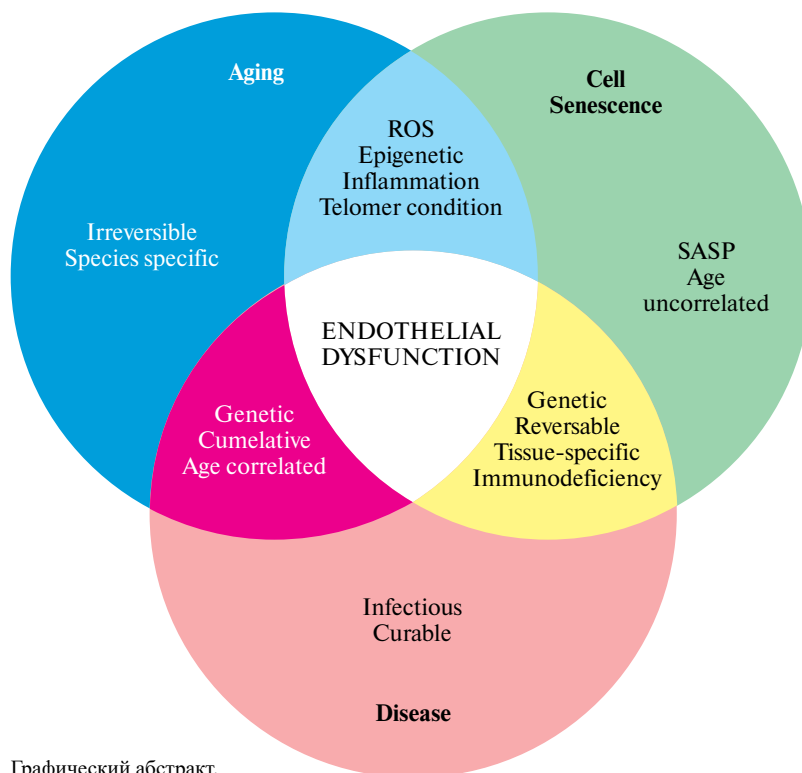 Aging
Cell
Senescence
ROS
Epigenetic
Inflammation
Telomer condition
Irreversible
Species specific
SASP
Age
uncorrelated
ENDOTHELIAL
DYSFUNCTION
Genetic
Cumelative
Age correlated
Genetic
Reversable
Tissue-specific
Immunodeficiency
Infectious
Curable
Disease
Графический абстракт.